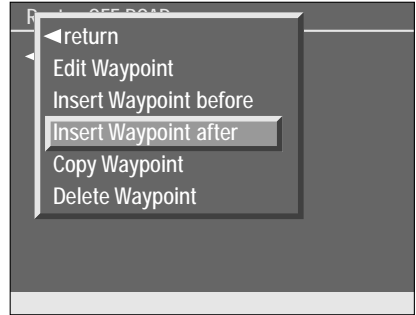 return
Edit Waypoint
Insert Waypoint before
Insert Waypoint after
Copy Waypoint
Delete Waypoint